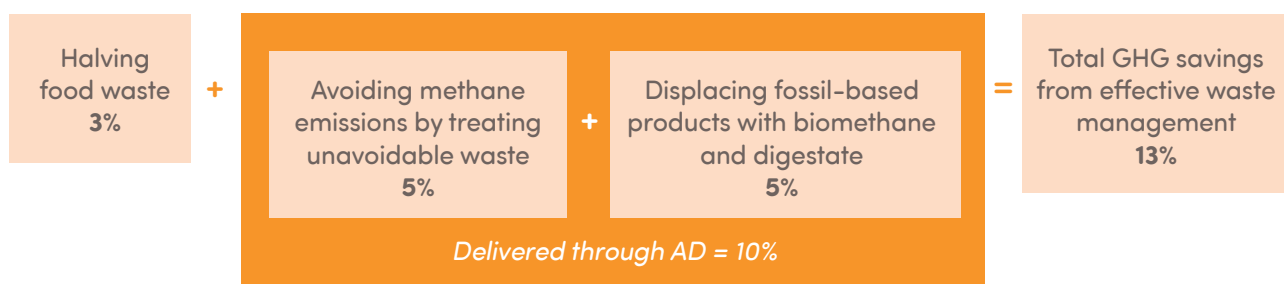 Halving
food waste
3%
+
Avoiding methane
emissions by treating
unavoidable waste
5%
+
Displacing fossil-based
products with biomethane
and digestate
5%
Delivered through AD = 10%
=
Total GHG savings
from effective waste
management
13%